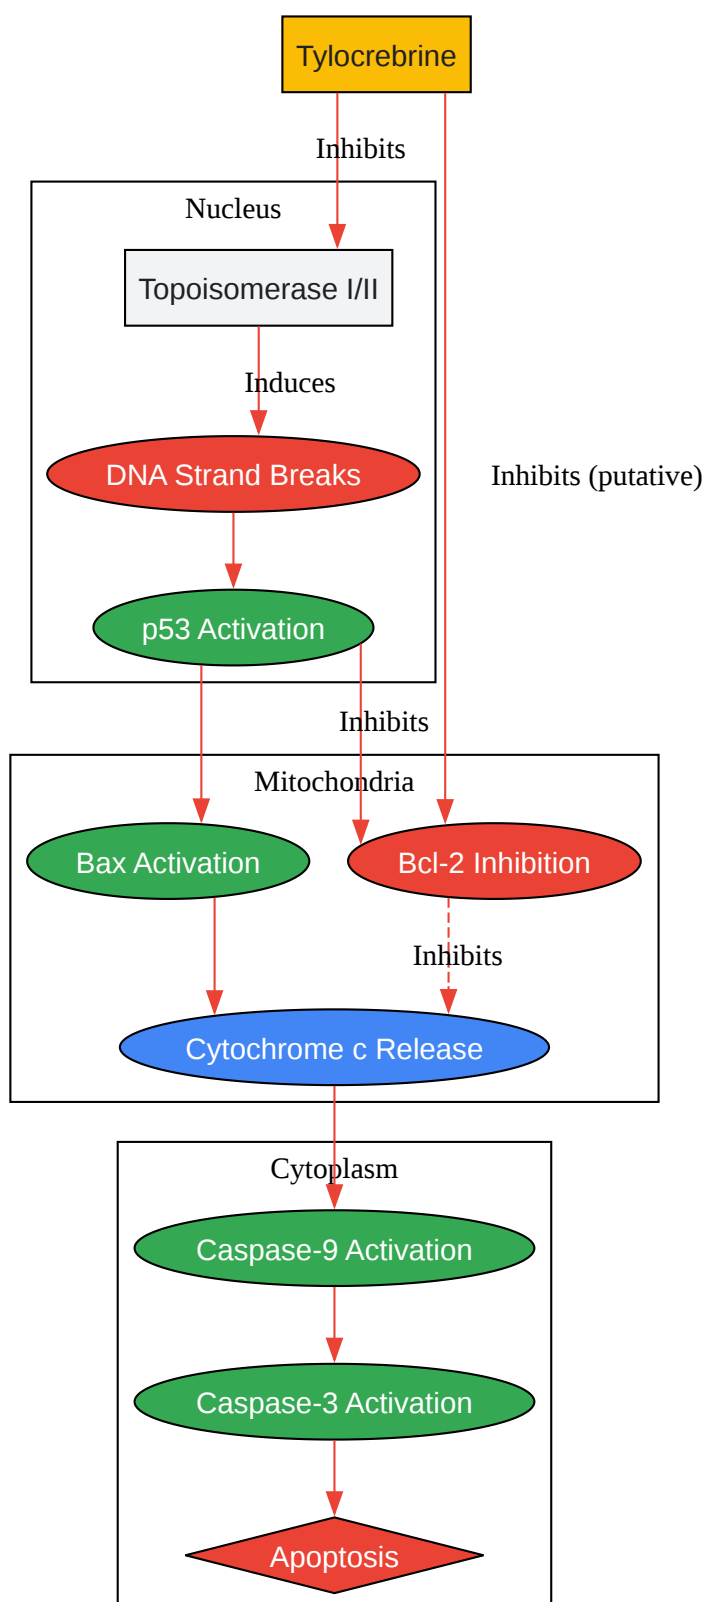 Tylocrebrine
Inhibits
Nucleus
Topoisomerase I/II
Induces
DNA Strand Breaks
Inhibits (putative)
p53 Activation
Inhibits
Mitochondria
Bax Activation
Bcl-2 Inhibition
Inhibits
Cytochrome c Release
Cytoplasm
Caspase-9 Activation
Caspase-3 Activation
Apoptosis